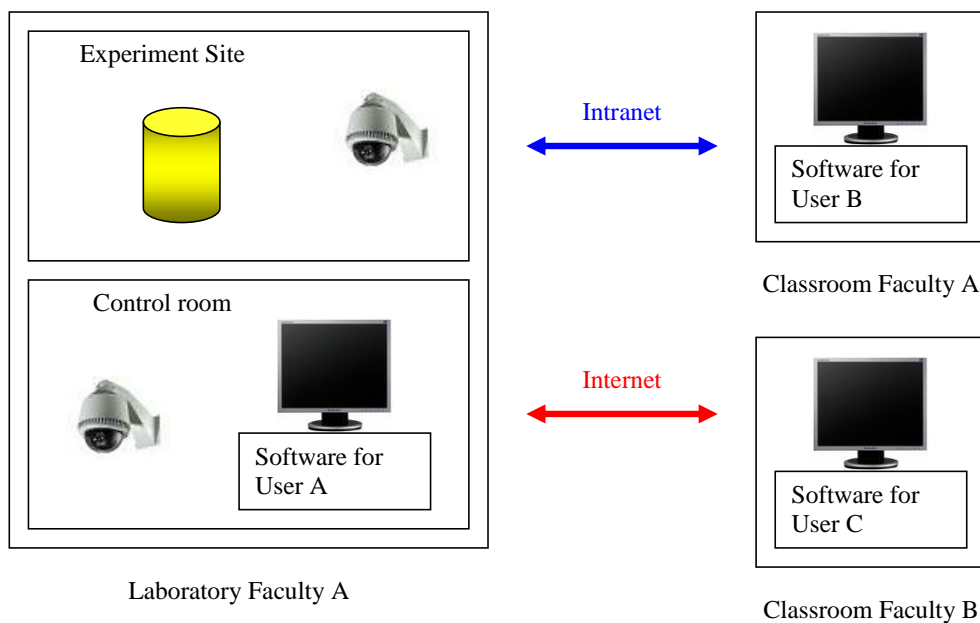 Experiment Site
Control room
Software for
User A
Laboratory Faculty A
Intranet
Internet
Software for
User B
Classroom Faculty A
Software for
User C
Classroom Faculty B